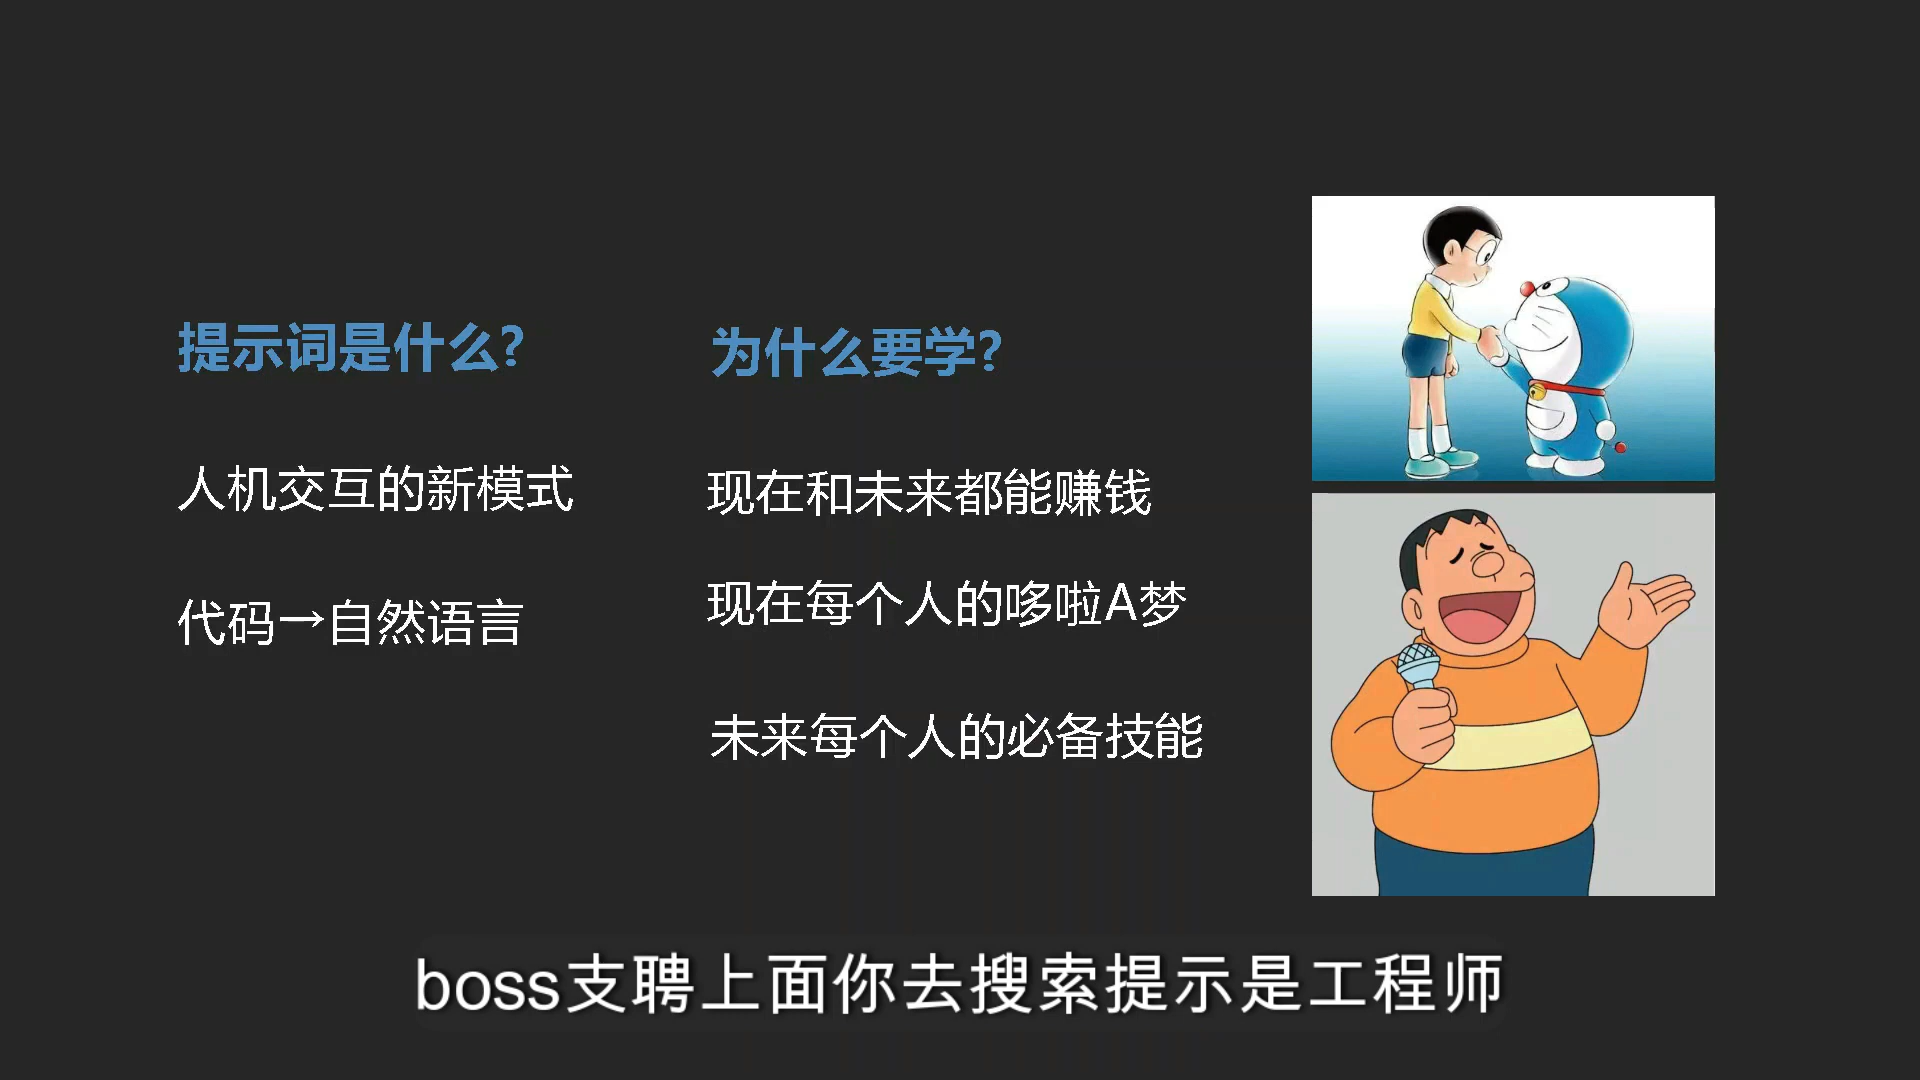 提示词是什么?
人机交互的新模式
代码→自然语言
为什么要学?
现在和未来都能赚钱
现在每个人的哆啦A梦
未来每个人的必备技能
boss支聘上面你去搜索提示是工程师